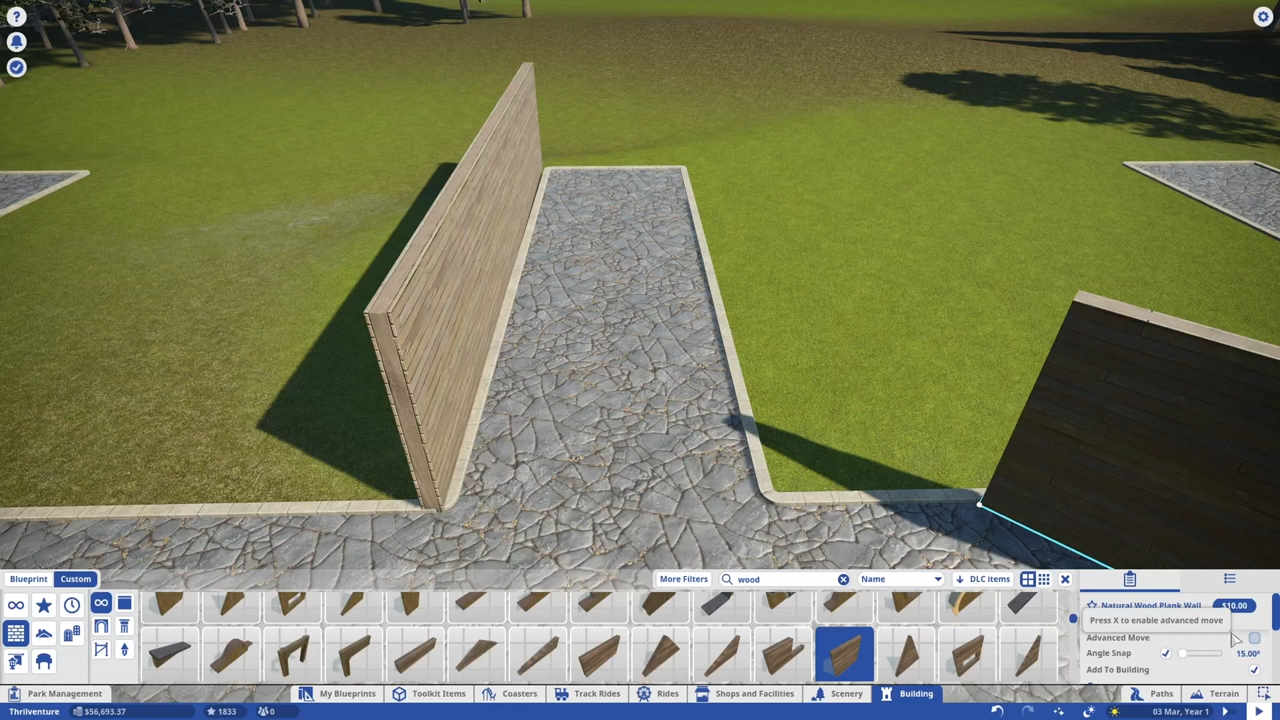 Blueprint
Custom
More Filters
wood
Name
DLC items
Natural Wood Plank Wall
$10.00
Press X to enable advanced move
Advanced Move
Angle Snap
15.00°
Add To Building
Park Management
My Blueprints
Toolkit Items
Coasters
Track Rides
Rides
Shops and Facilities
Scenery
Building
Paths
Terrain
Thrilventure
$56,693.37
1833
0
03 Mar, Year 1